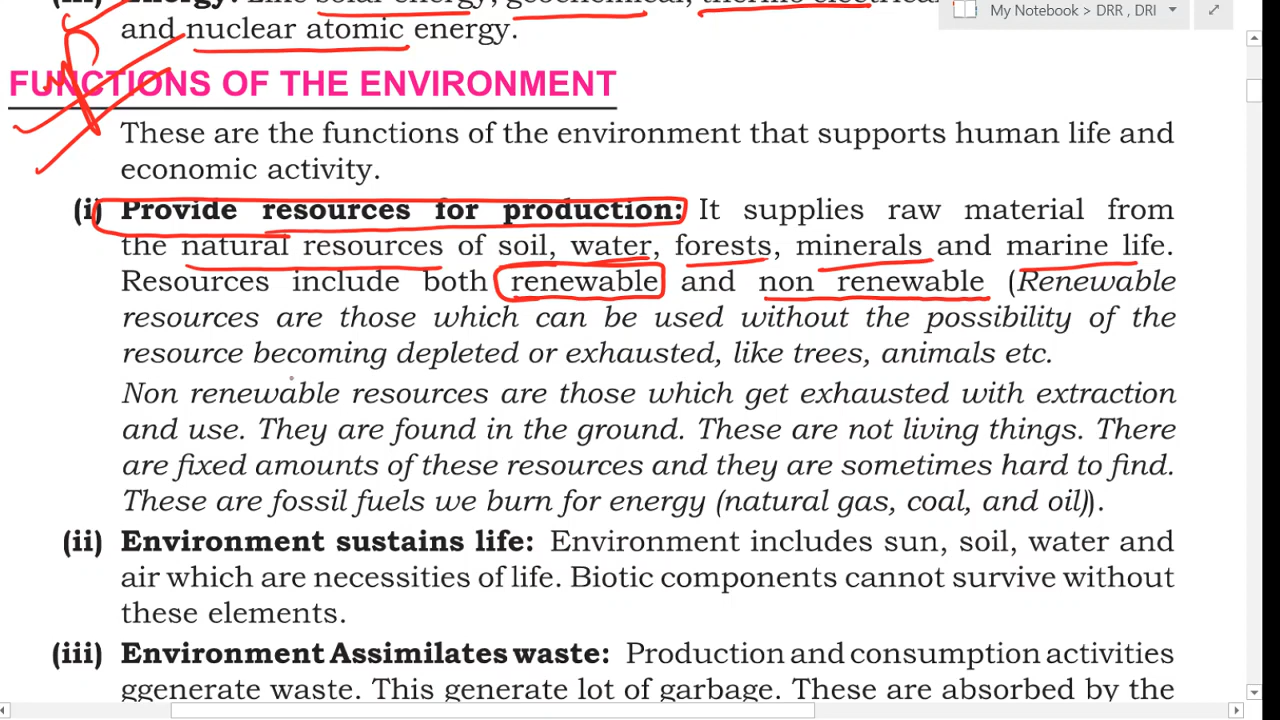 (iii) Energy: Like solar energy, geochemical, thermo electrical
and nuclear atomic energy.
My Notebook > DRR , DRI
FUNCTIONS OF THE ENVIRONMENT
These are the functions of the environment that supports human life and
economic activity.
(i) Provide resources for production: It supplies raw material from
the natural resources of soil, water, forests, minerals and marine life.
Resources include both renewable and non renewable (Renewable
resources are those which can be used without the possibility of the
resource becoming depleted or exhausted, like trees, animals etc.
Non renewable resources are those which get exhausted with extraction
and use. They are found in the ground. These are not living things. There
are fixed amounts of these resources and they are sometimes hard to find.
These are fossil fuels we burn for energy (natural gas, coal, and oil)).
(ii) Environment sustains life: Environment includes sun, soil, water and
air which are necessities of life. Biotic components cannot survive without
these elements.
(iii) Environment Assimilates waste: Production and consumption activities
ggenerate waste. This generate lot of garbage. These are absorbed by the